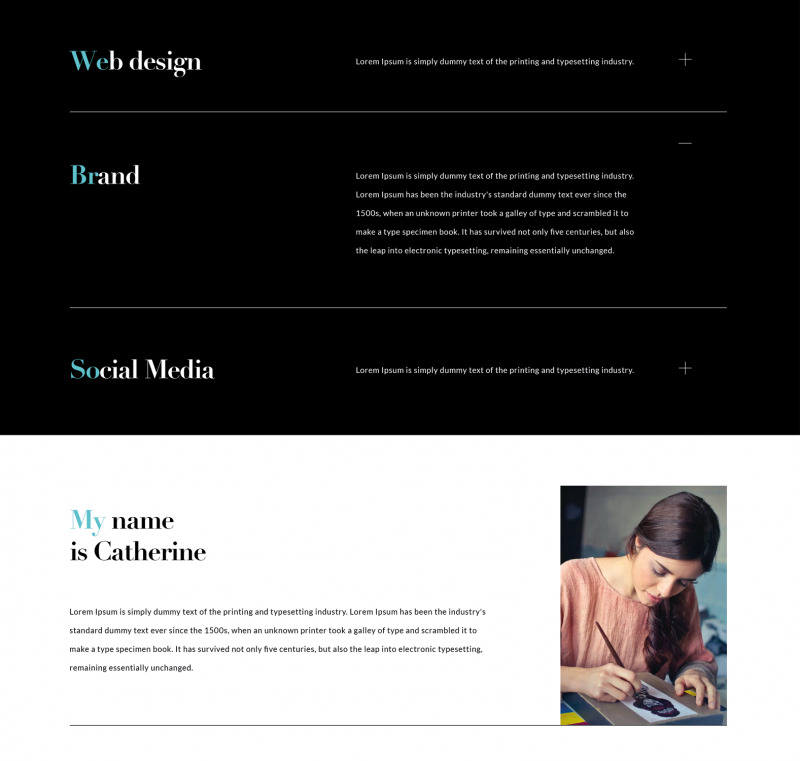 Web design
Lorem Ipsum is simply dummy text of the printing and typesetting industry.
Brand
Lorem Ipsum is simply dummy text of the printing and typesetting industry.
Lorem Ipsum has been the industry's standard dummy text ever since the
1500s, when an unknown printer took a galley of type and scrambled it to
make a type specimen book. It has survived not only five centuries, but also
the leap into electronic typesetting, remaining essentially unchanged.
Social Media
Lorem Ipsum is simply dummy text of the printing and typesetting industry.
My name
is Catherine
Lorem Ipsum is simply dummy text of the printing and typesetting industry. Lorem Ipsum has been the industry's
standard dummy text ever since the 1500s, when an unknown printer took a galley of type and scrambled it to
make a type specimen book. It has survived not only five centuries, but also the leap into electronic typesetting,
remaining essentially unchanged.